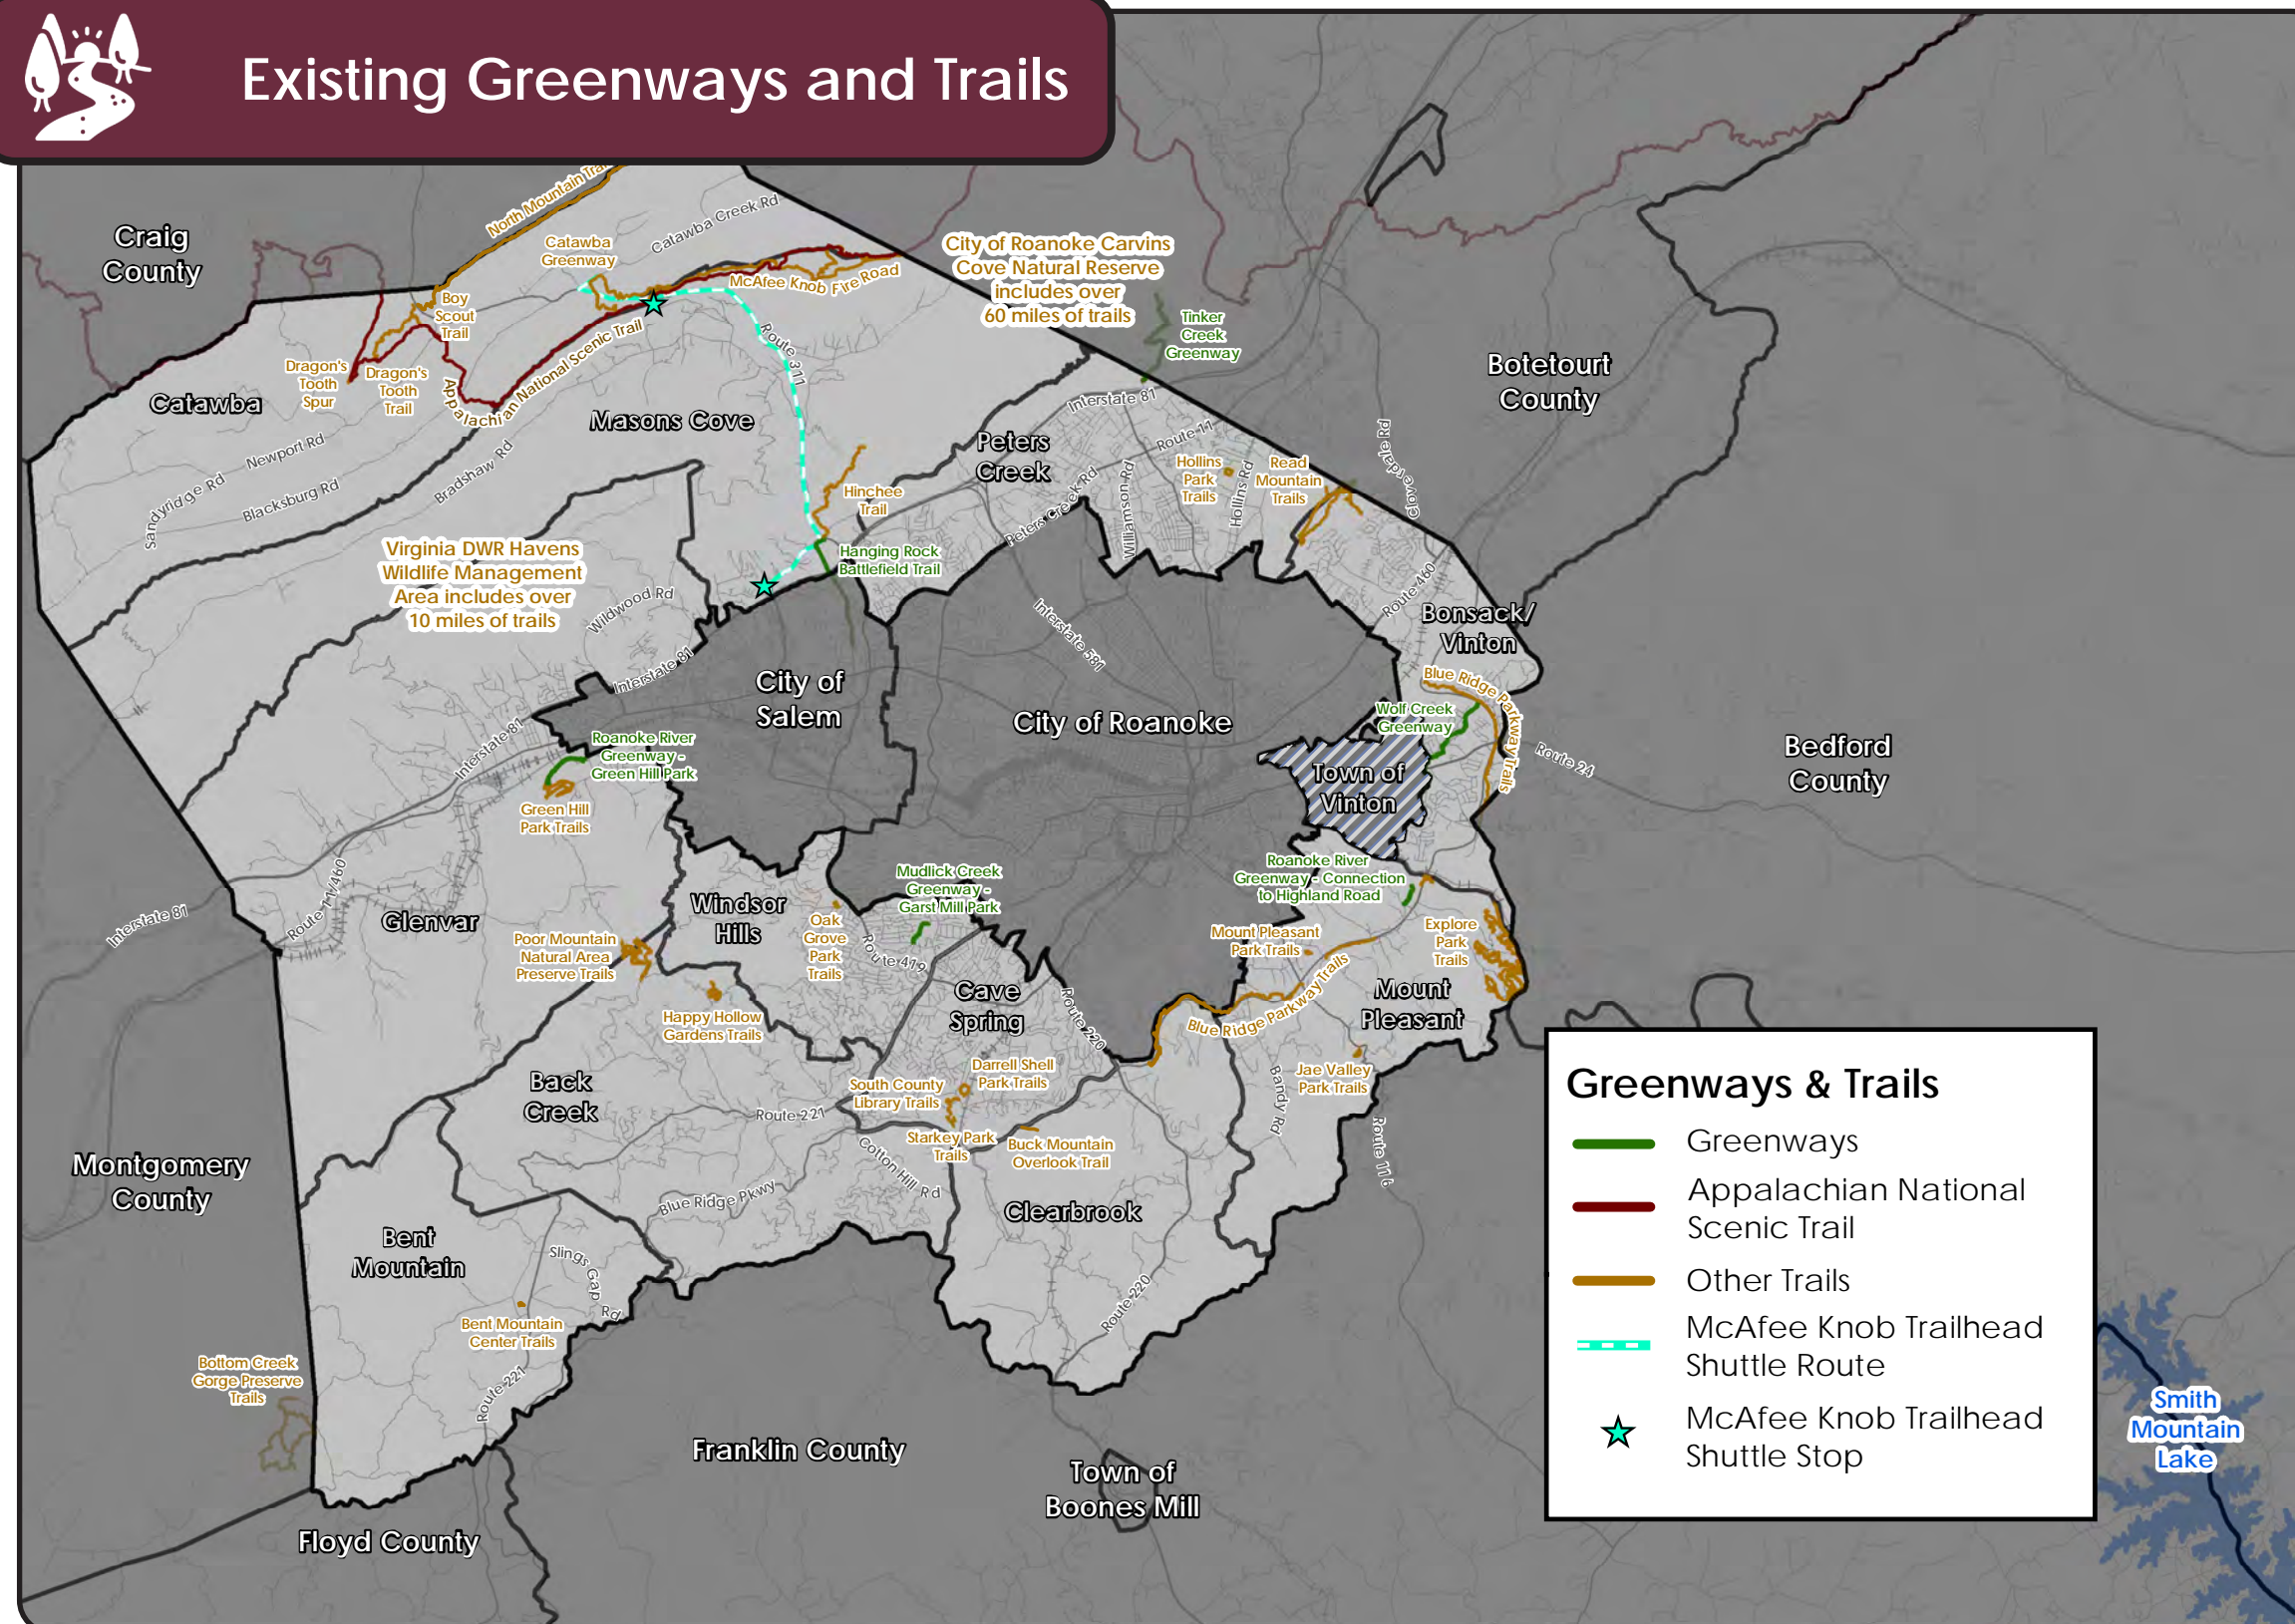 Existing Greenways and Trails
North Mountain Trail
Craig
County
Catawba
Greenway
Catawba Creek Rd
McAfee Knob Fire Road
City of Roanoke Carvins
Cove Natural Reserve
includes over
60 miles of trails
Boy
Scout
Trail
Tinker
Creek
Greenway
Route 311
Dragon's
Tooth
Spur
Dragon's
Tooth
Trail
Appalachian National Scenic Trail
Botetourt
County
Catawba
Masons Cove
Interstate 81
Route 11
Peters
Creek
Newport Rd
Bradshaw Rd
Sandyridge Rd
Blacksburg Rd
Hollins
Park
Trails
Hollins Rd
Read
Mountain
Trails
Cloverdale Rd
Williamson Rd
Peters Creek Rd
Hinchee
Trail
Hanging Rock
Battlefield Trail
Virginia DWR Havens
Wildlife Management
Area includes over
10 miles of trails
Wildwood Rd
Interstate 81
Interstate 581
Route 460
Bonsack/
Vinton
City of
Salem
City of Roanoke
Blue Ridge Parkway Trails
Wolf Creek
Greenway
Town of
Vinton
Route 24
Bedford
County
Interstate 81
Roanoke River
Greenway -
Green Hill Park
Green Hill
Park Trails
Route 11/460
Interstate 81
Glenvar
Windsor
Hills
Mudlick Creek
Greenway -
Garst Mill Park
Oak
Grove
Park
Trails
Route 419
Roanoke River
Greenway - Connection
to Highland Road
Mount Pleasant
Park Trails
Explore
Park
Trails
Poor Mountain
Natural Area
Preserve Trails
Happy Hollow
Gardens Trails
Cave
Spring
Route 220
Blue Ridge Parkway Trails
Mount
Pleasant
Back
Creek
Darrell Shell
Park Trails
South County
Library Trails
Jae Valley
Park Trails
Bandy Rd
Route 221
Starkey Park
Trails
Buck Mountain
Overlook Trail
Cotton Hill Rd
Route 116
Montgomery
County
Blue Ridge Pkwy
Clearbrook
Bent
Mountain
Slings Gap Rd
Route 220
Bent Mountain
Center Trails
Bottom Creek
Gorge Preserve
Trails
Route 221
Franklin County
Town of
Boones Mill
Floyd County
Greenways & Trails
Greenways
Appalachian National
Scenic Trail
Other Trails
McAfee Knob Trailhead
Shuttle Route
McAfee Knob Trailhead
Shuttle Stop
Smith
Mountain
Lake